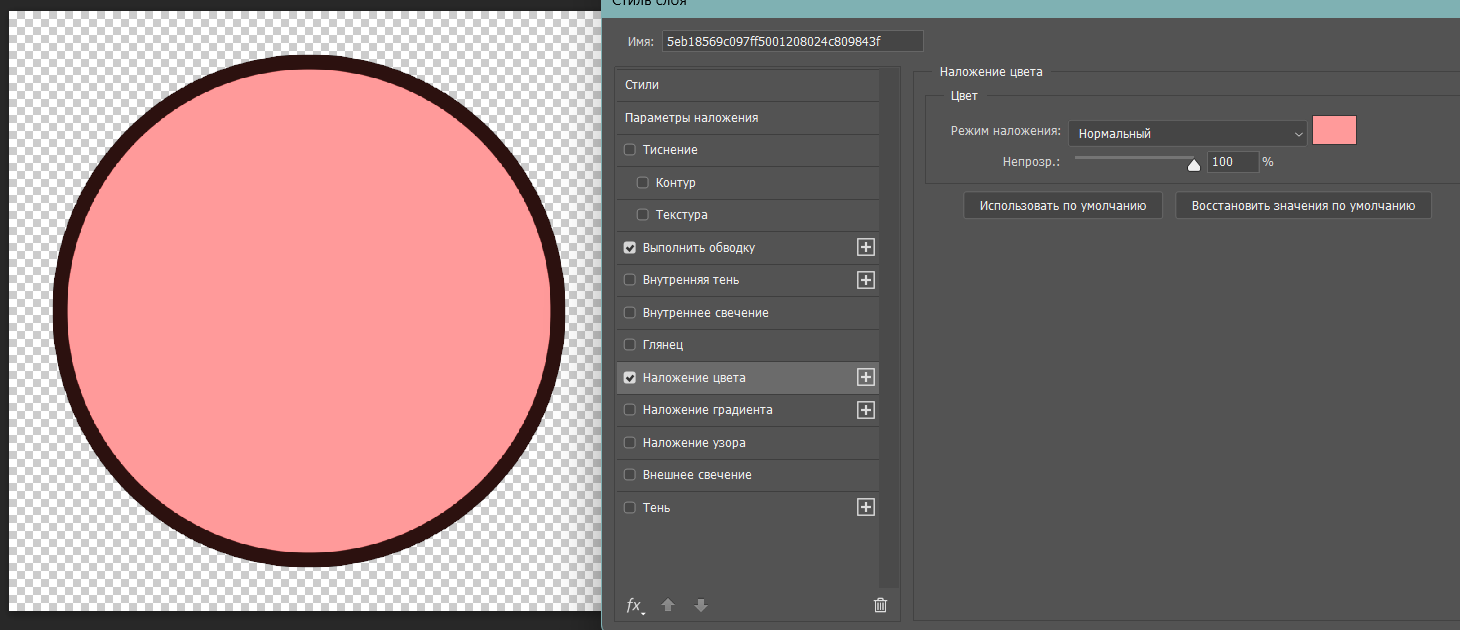 Стиль слоя
Имя: 5eb18569c097ff5001208024c809843f
Стили
Параметры наложения
Тиснение
Контур
Текстура
Выполнить обводку
Внутренняя тень
Внутреннее свечение
Глянец
Наложение цвета
Наложение градиента
Наложение узора
Внешнее свечение
Тень
fx
Наложение цвета
Цвет
Режим наложения: Нормальный
Непрозр.: 100 %
Использовать по умолчанию Восстановить значения по умолчанию